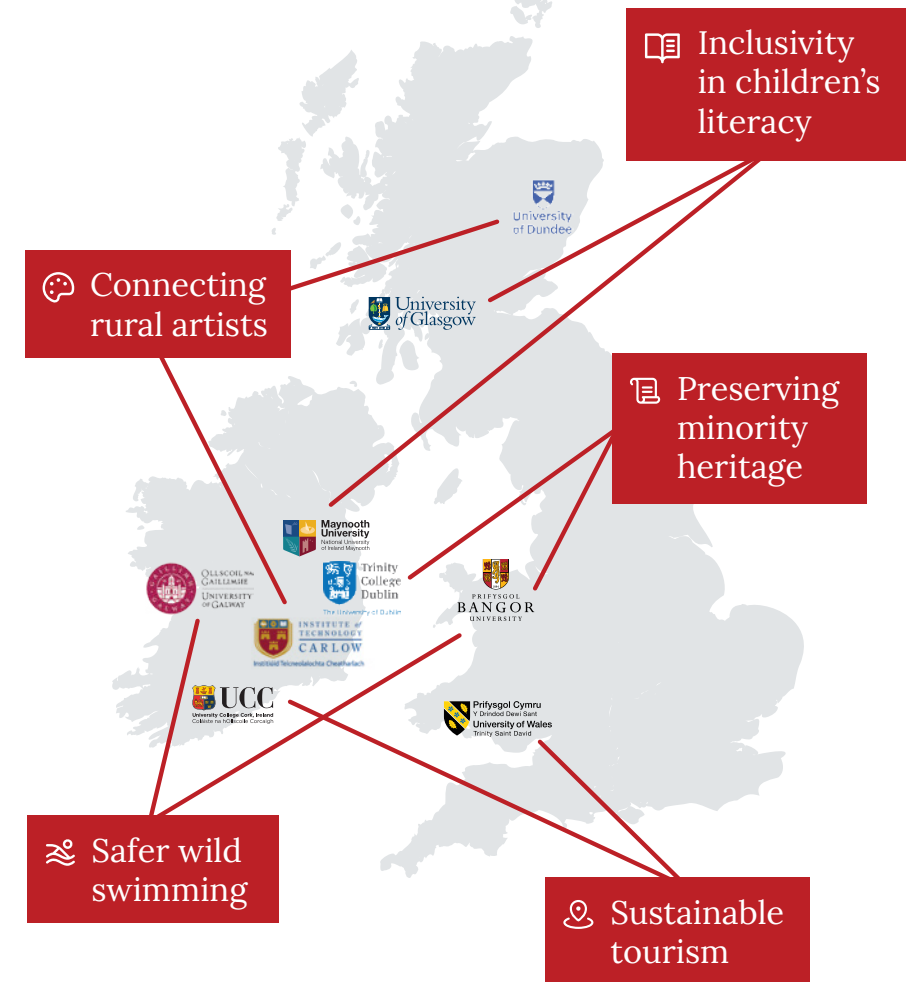 Inclusivity
in children's
literacy
University
of Dundee
Connecting
rural artists
University
of Glasgow
Preserving
minority
heritage
Maynooth
University
National University
of Ireland Maynooth
OLLSCOIL NA
GAILLIMHE
UNIVERSITY
OF GALWAY
Trinity
College
Dublin
The University of Dublin
PRIFYSGOL
BANGOR
UNIVERSITY
INSTITUTE of
TECHNOLOGY
CARLOW
Institiúid Teicneolaíochta Cheatharlach
UCC
University College Cork, Ireland
Coláiste na hOllscoile Corcaigh
Prifysgol Cymru
Y Drindod Dewi Sant
University of Wales
Trinity Saint David
Safer wild
swimming
Sustainable
tourism